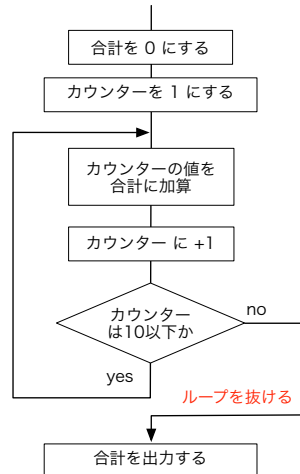 合計を 0 にする
カウンターを 1 にする
カウンターの値を
合計に加算
カウンター に +1
カウンター
は10以下か
no
yes
ループを抜ける
合計を出力する